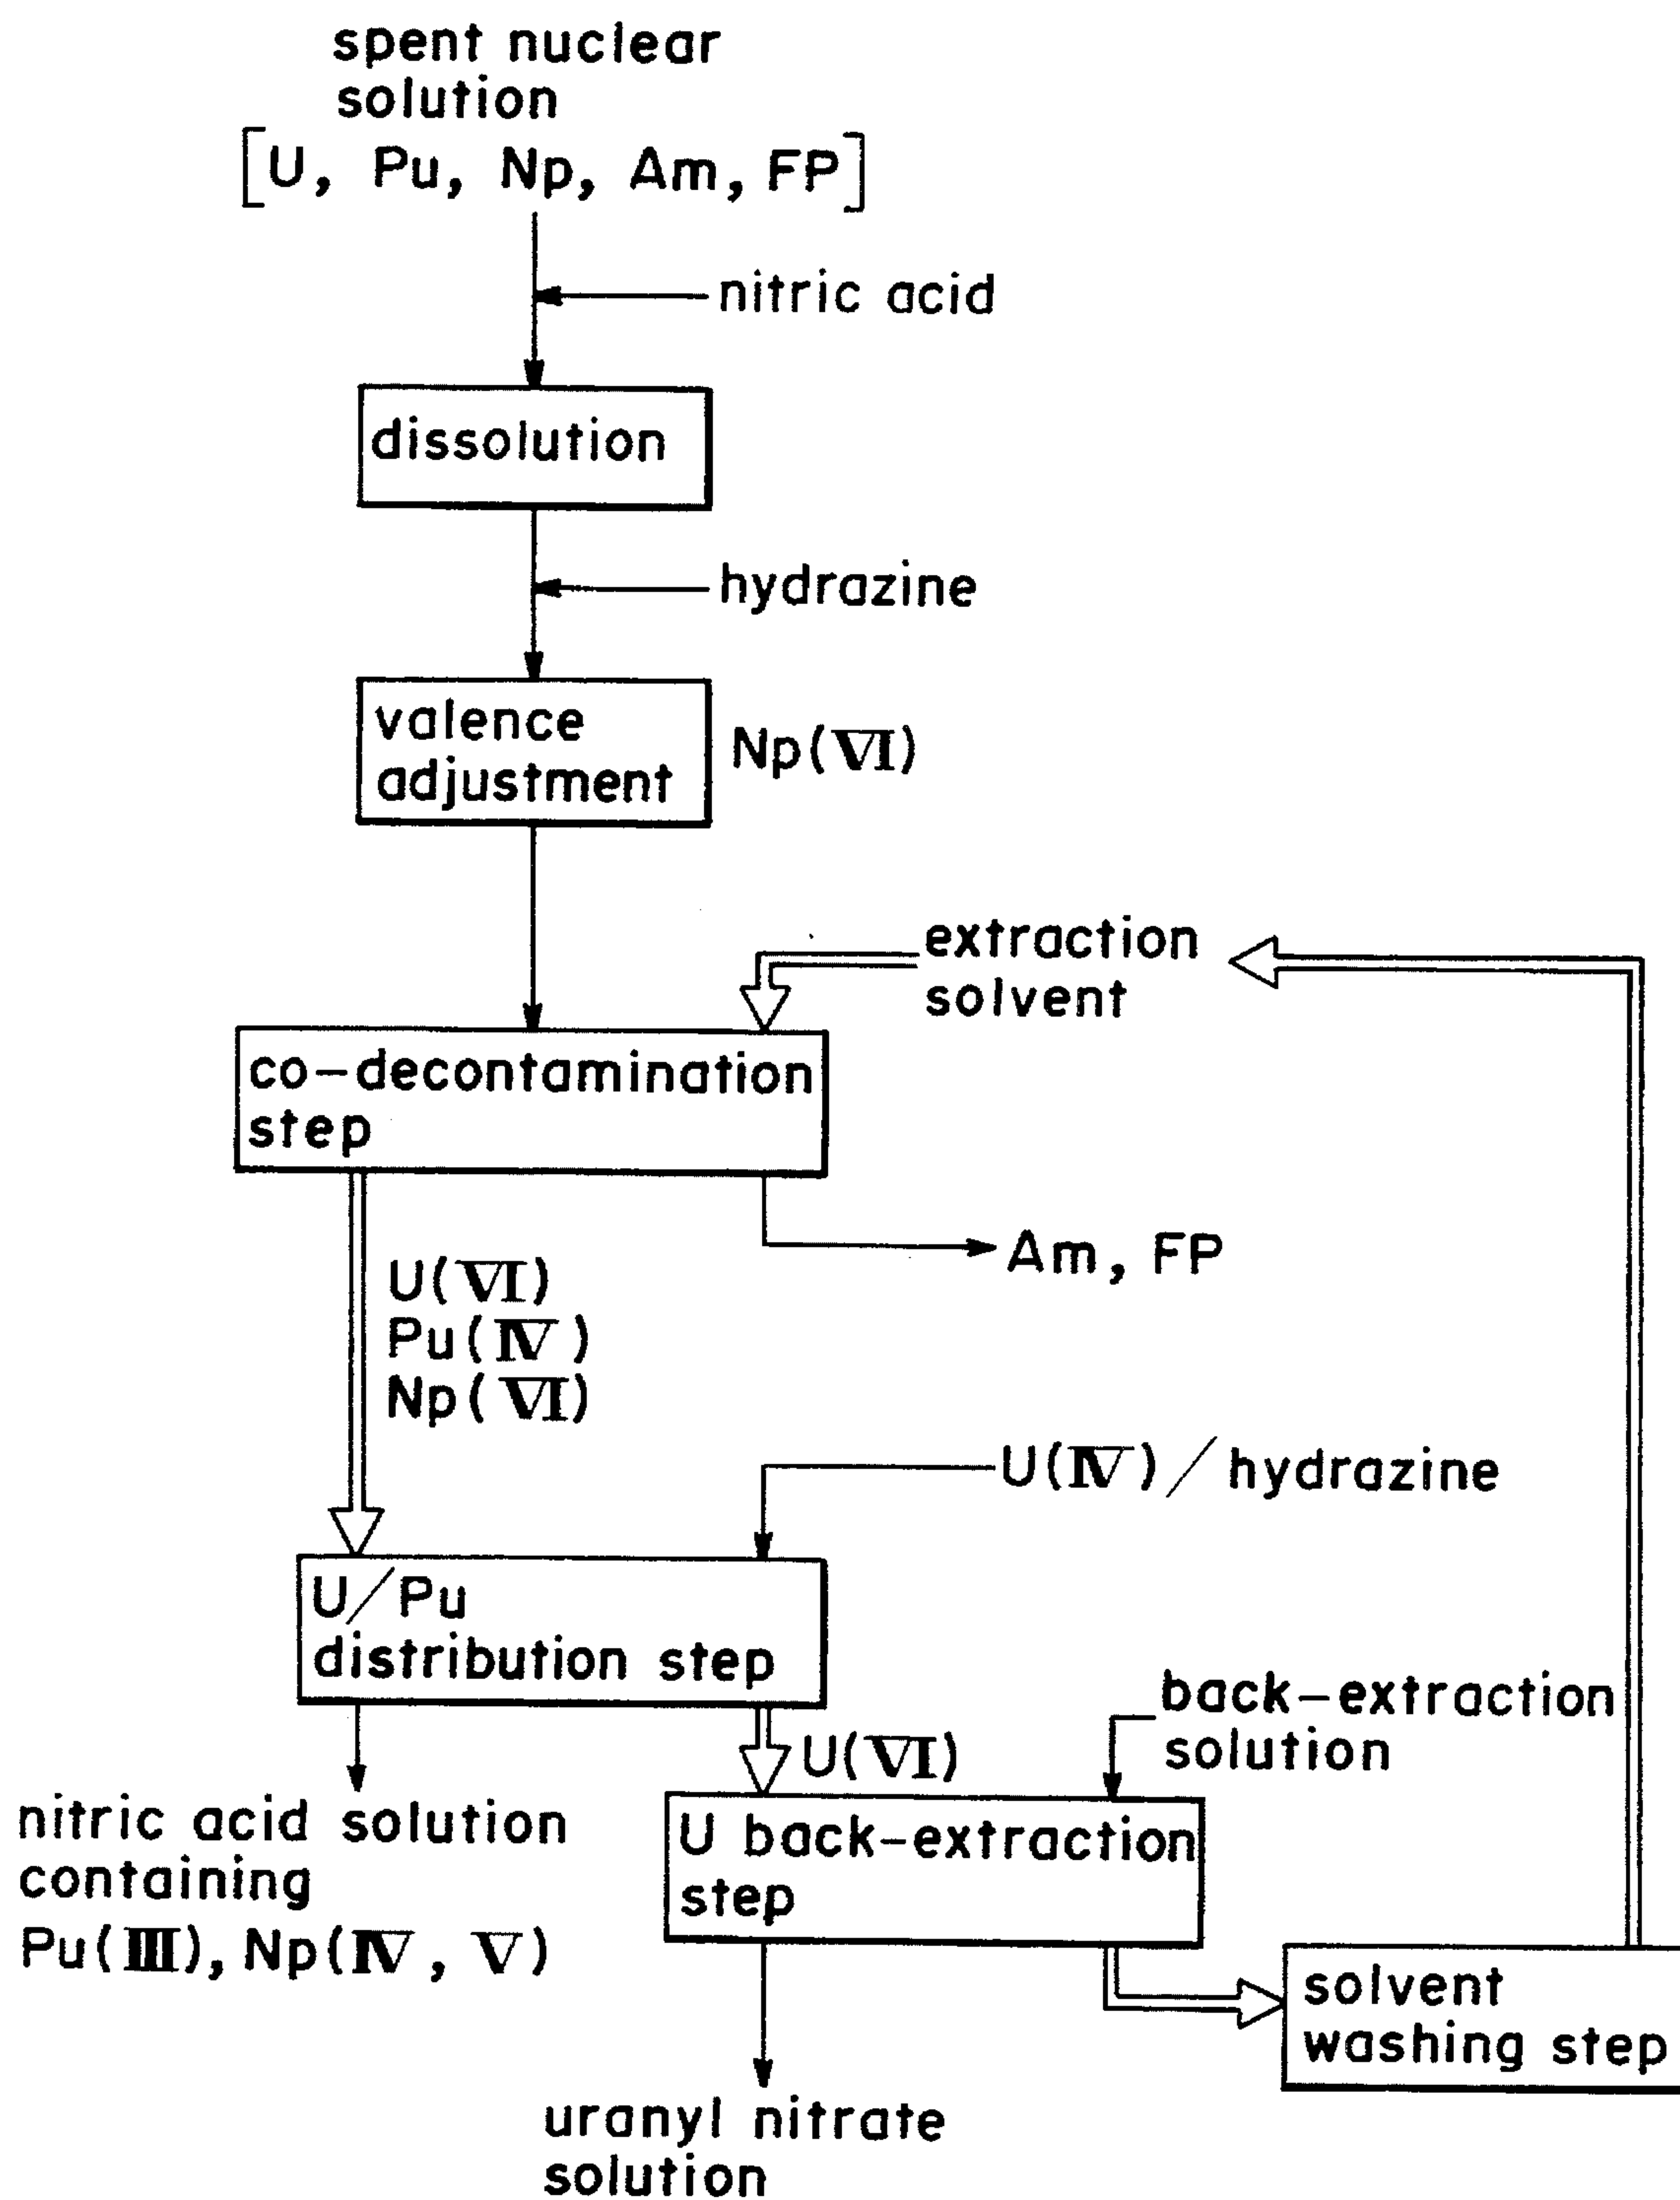 spent nuclear
solution
[U, Pu, Np, Am, FP]
nitric acid
dissolution
hydrazine
valence
adjustment
Np(VI)
extraction
solvent
co-decontamination
step
Am, FP
U(VI)
Pu(IV)
Np(VI)
U(IV)/hydrazine
U/Pu
distribution step
back-extraction
solution
U(VI)
nitric acid solution
containing
Pu(III), Np(IV, V)
U back-extraction
step
solvent
washing step
uranyl nitrate
solution